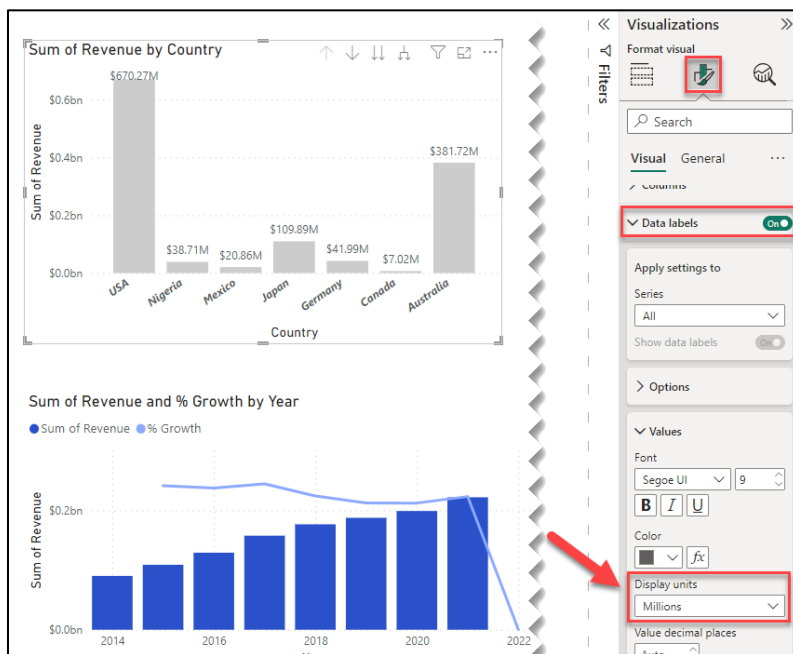 Sum of Revenue by Country
$670.27M
$0.6bn
$0.4bn
$381.72M
$0.2bn
$109.89M
$38.71M
$20.86M
$41.99M
$7.02M
$0.0bn
Sum of Revenue
USA
Nigeria
Mexico
Japan
Germany
Canada
Australia
Country
Sum of Revenue and % Growth by Year
Sum of Revenue
% Growth
$0.2bn
$0.0bn
Sum of Revenue
2014
2016
2018
2020
2022
Filters
Visualizations
Format visual
Search
Visual General
Columns
Data labels On
Apply settings to
Series
All
Show data labels On
Options
Values
Font
Segoe UI 9
B I U
Color
fx
Display units
Millions
Value decimal places
Auto